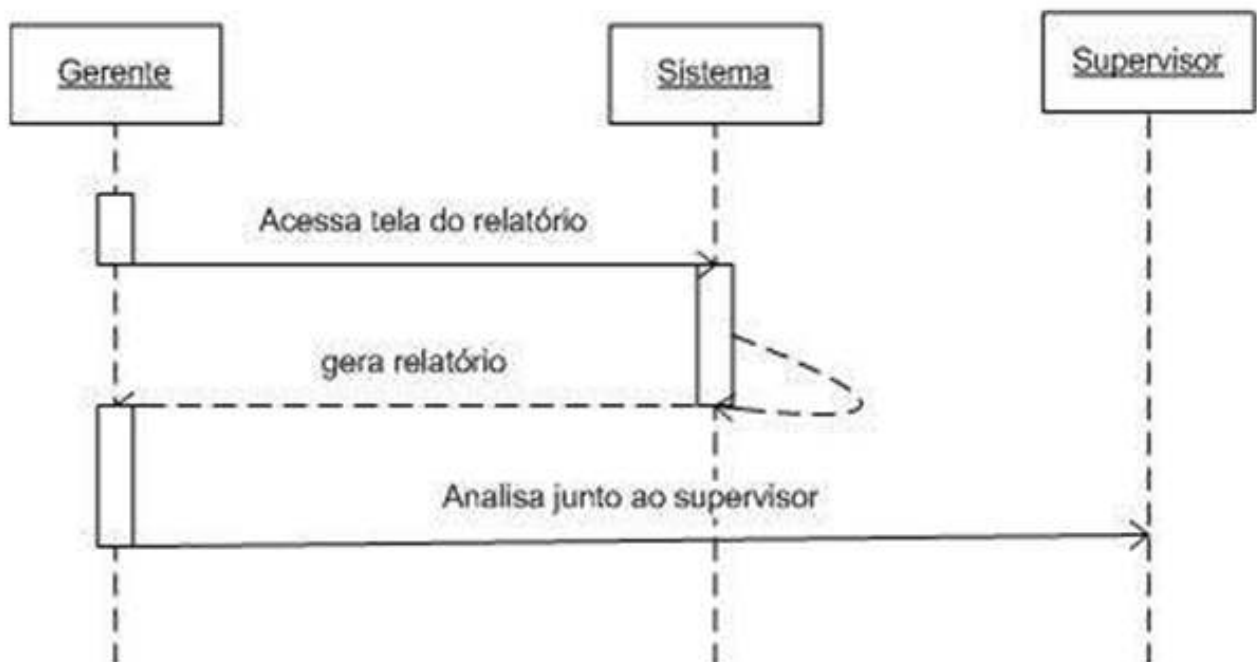 Gerente
Sistema
Supervisor
Acessa tela do relatório
gera relatório
Analisa junto ao supervisor